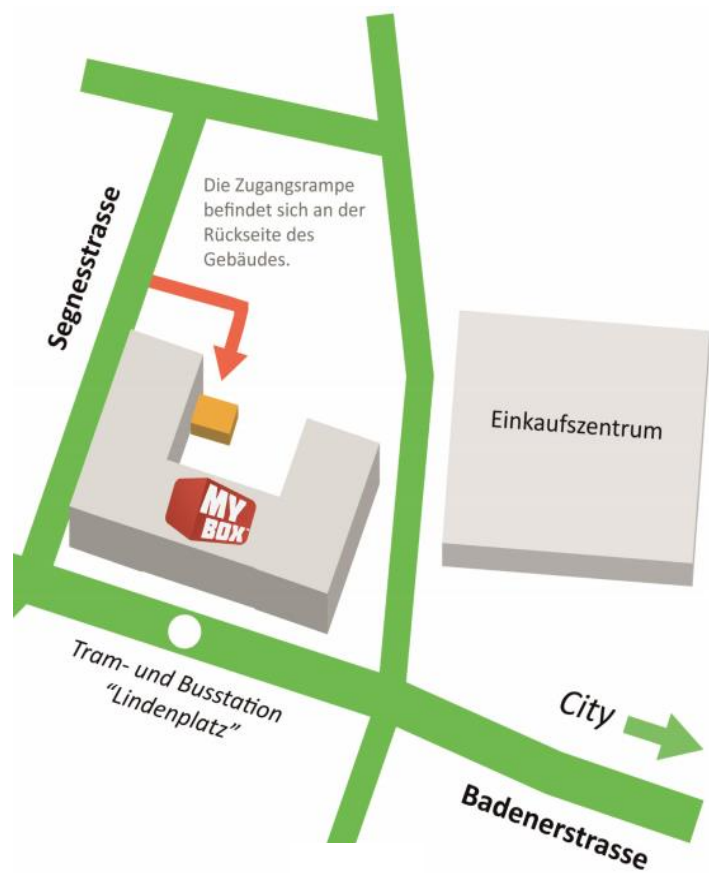 Die Zugangsrampe
befindet sich an der
Rückseite des
Gebäudes.
Segnesstrasse
Einkaufszentrum
MY
BOX
Tram- und Busstation
“Lindenplatz”
City
Badenerstrasse